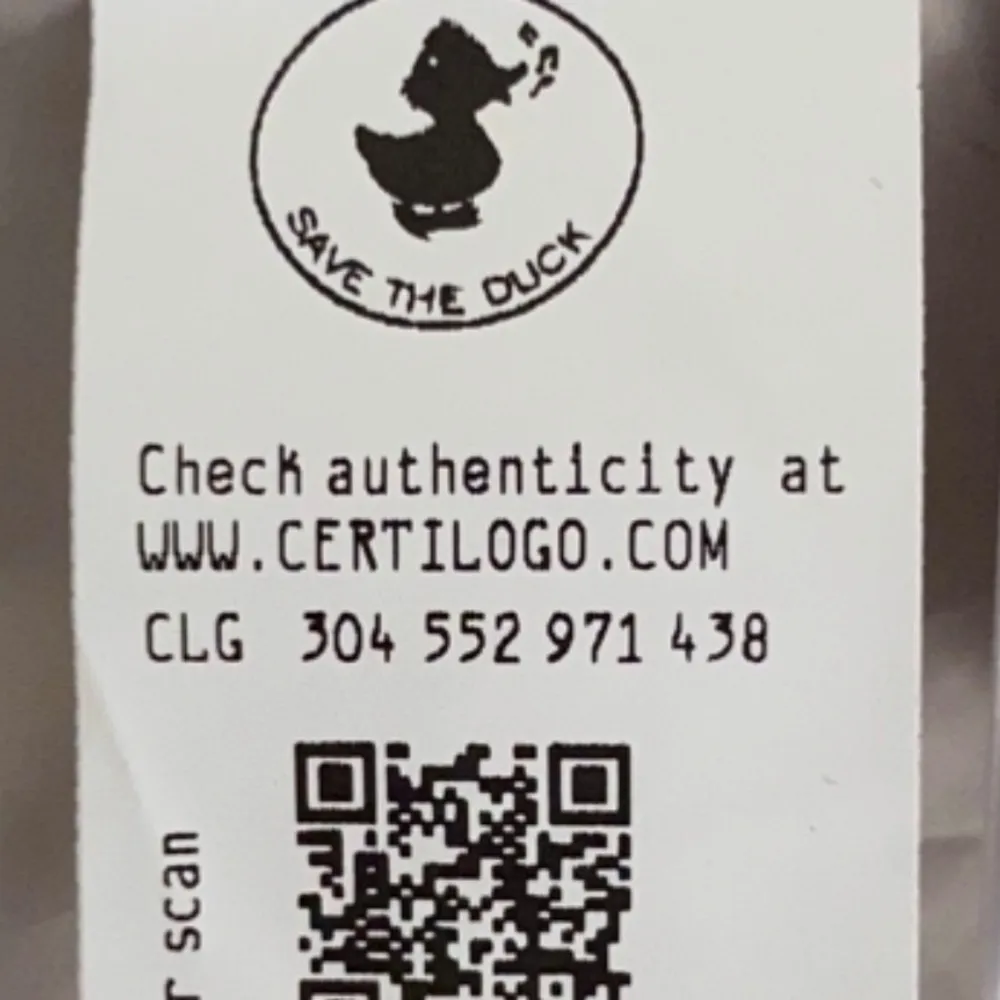 SAVE THE DUCK
Check authenticity at
WWW.CERTILOGO.COM
CLG 304 552 971 438
scan